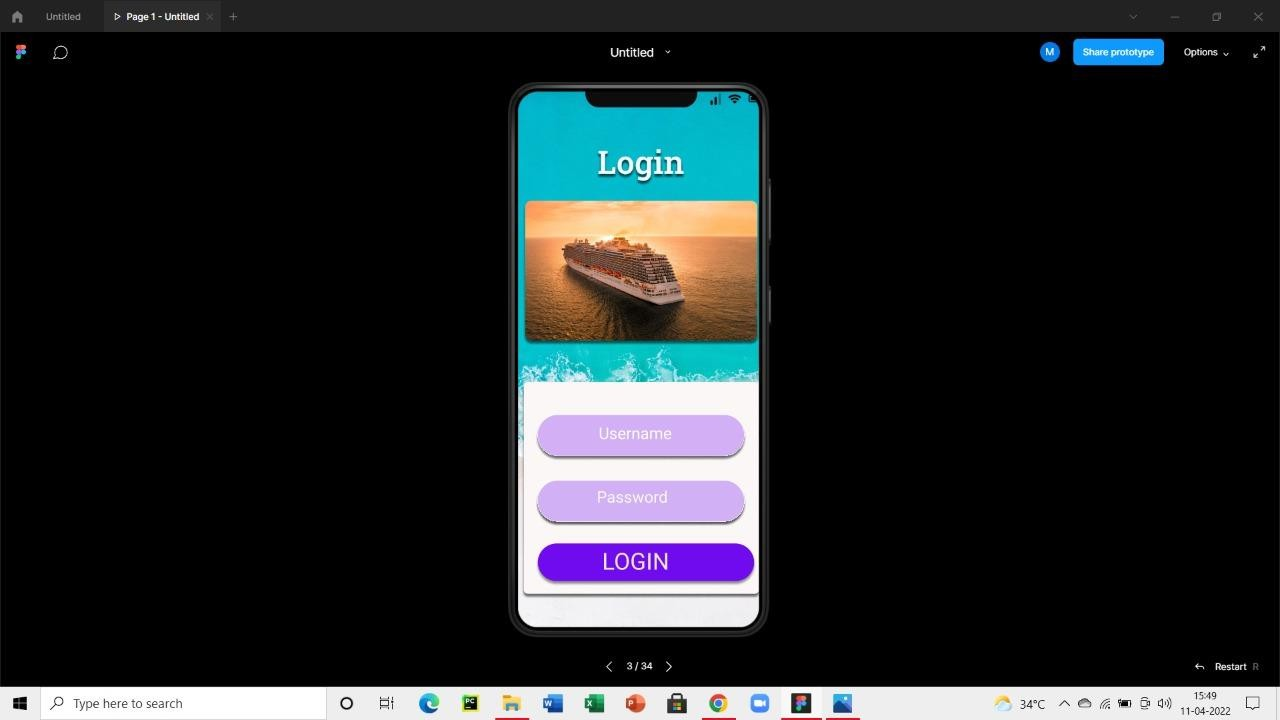 Untitled
Page 1 - Untitled
Untitled
M
Share prototype
Options
Login
Username
Password
LOGIN
3 / 34
Restart R
Type here to search
PC
W
X
P
34°C
15:49
11-04-2022